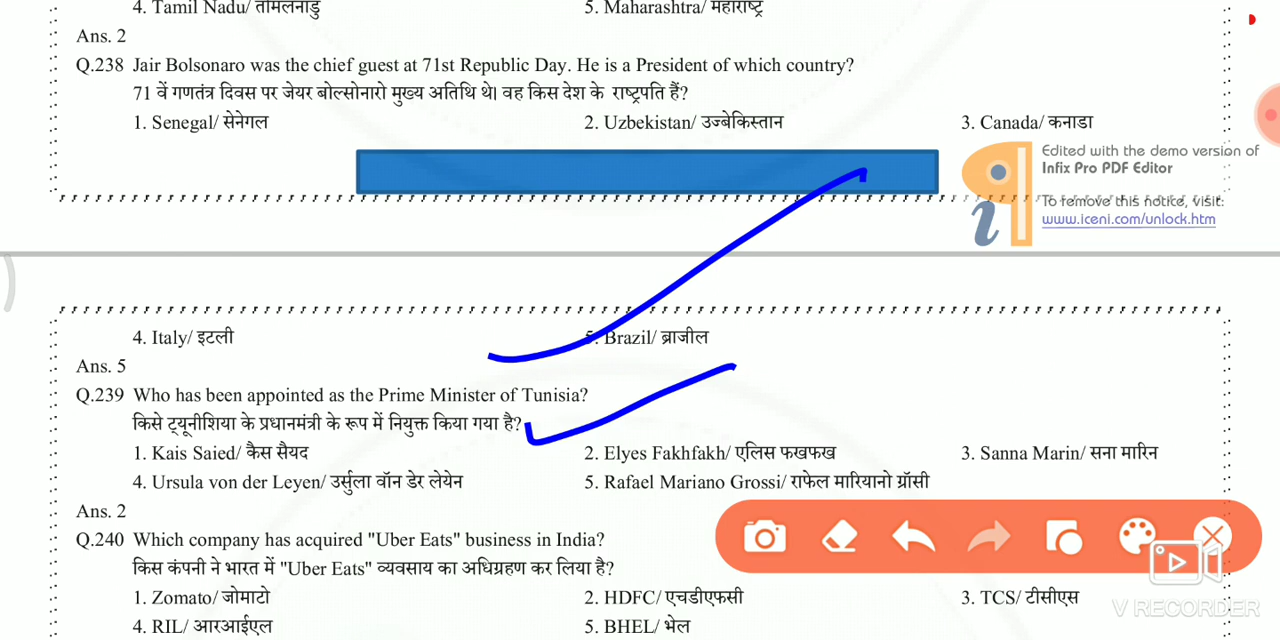 4. Tamil Nadu/ तमिलनाडु 5. Maharashtra/ महाराष्ट्र
Ans. 2
Q.238 Jair Bolsonaro was the chief guest at 71st Republic Day. He is a President of which country?
71 वें गणतंत्र दिवस पर जेयर बोल्सोनारो मुख्य अतिथि थे। वह किस देश के राष्ट्रपति हैं?
1. Senegal/ सेनेगल 2. Uzbekistan/ उज्बेकिस्तान 3. Canada/ कनाडा
Edited with the demo version of
Infix Pro PDF Editor
To remove this notice, visit:
www.iceni.com/unlock.htm
4. Italy/ इटली 5. Brazil/ ब्राजील
Ans. 5
Q.239 Who has been appointed as the Prime Minister of Tunisia?
किसे ट्यूनीशिया के प्रधानमंत्री के रूप में नियुक्त किया गया है?
1. Kais Saied/ कैस सैयद 2. Elyes Fakhfakh/ एलिस फखफख 3. Sanna Marin/ सना मारिन
4. Ursula von der Leyen/ उर्सुला वॉन डेर लेयेन 5. Rafael Mariano Grossi/ राफेल मारियानो ग्रॉसी
Ans. 2
Q.240 Which company has acquired "Uber Eats" business in India?
किस कंपनी ने भारत में "Uber Eats" व्यवसाय का अधिग्रहण कर लिया है?
1. Zomato/ जोमाटो 2. HDFC/ एचडीएफसी 3. TCS/ टीसीएस
4. RIL/ आरआईएल 5. BHEL/ भेल
V RECORDER